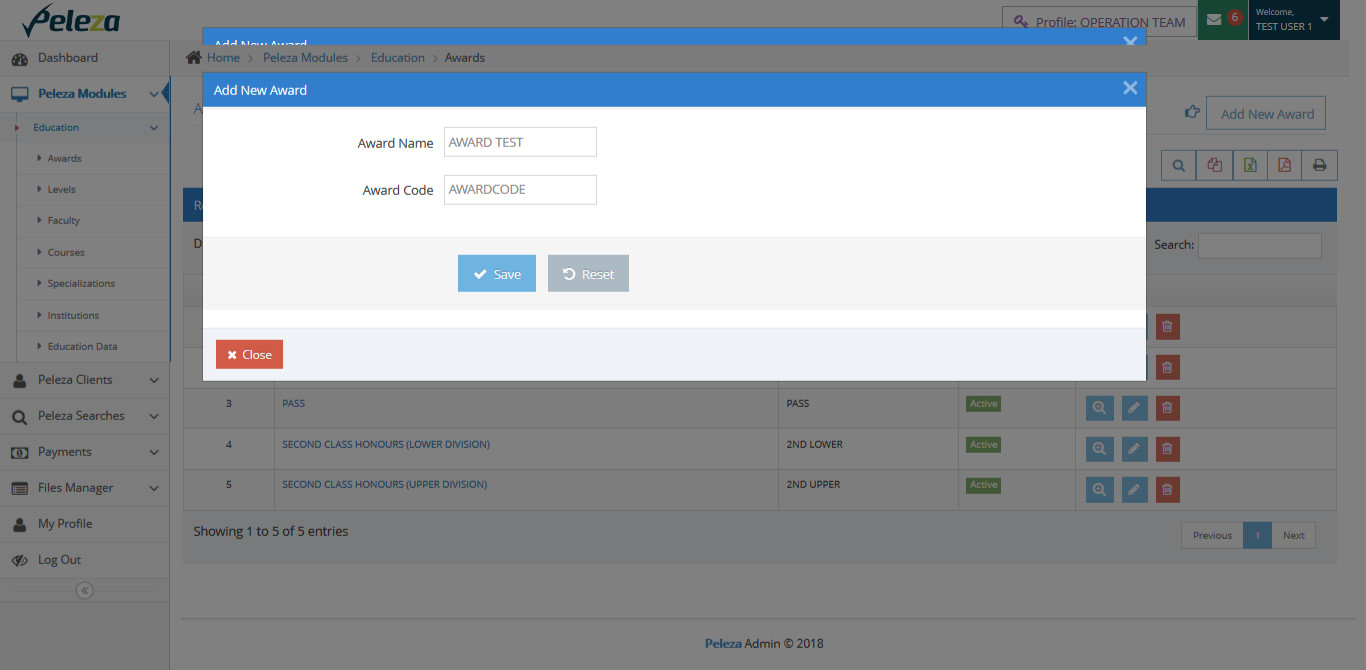 Peleza
Profile: OPERATION TEAM
6
Welcome,
TEST USER 1
Add New Award
Home > Peleza Modules > Education > Awards
Dashboard
Peleza Modules
Education
Awards
Levels
Faculty
Courses
Specializations
Institutions
Education Data
Peleza Clients
Peleza Searches
Payments
Files Manager
My Profile
Log Out
Add New Award
Add New Award
Award Name AWARD TEST
Award Code AWARDCODE
Save Reset
Close
Search:
3 PASS PASS Active
4 SECOND CLASS HONOURS (LOWER DIVISION) 2ND LOWER Active
5 SECOND CLASS HONOURS (UPPER DIVISION) 2ND UPPER Active
Showing 1 to 5 of 5 entries
Previous 1 Next
Peleza Admin © 2018